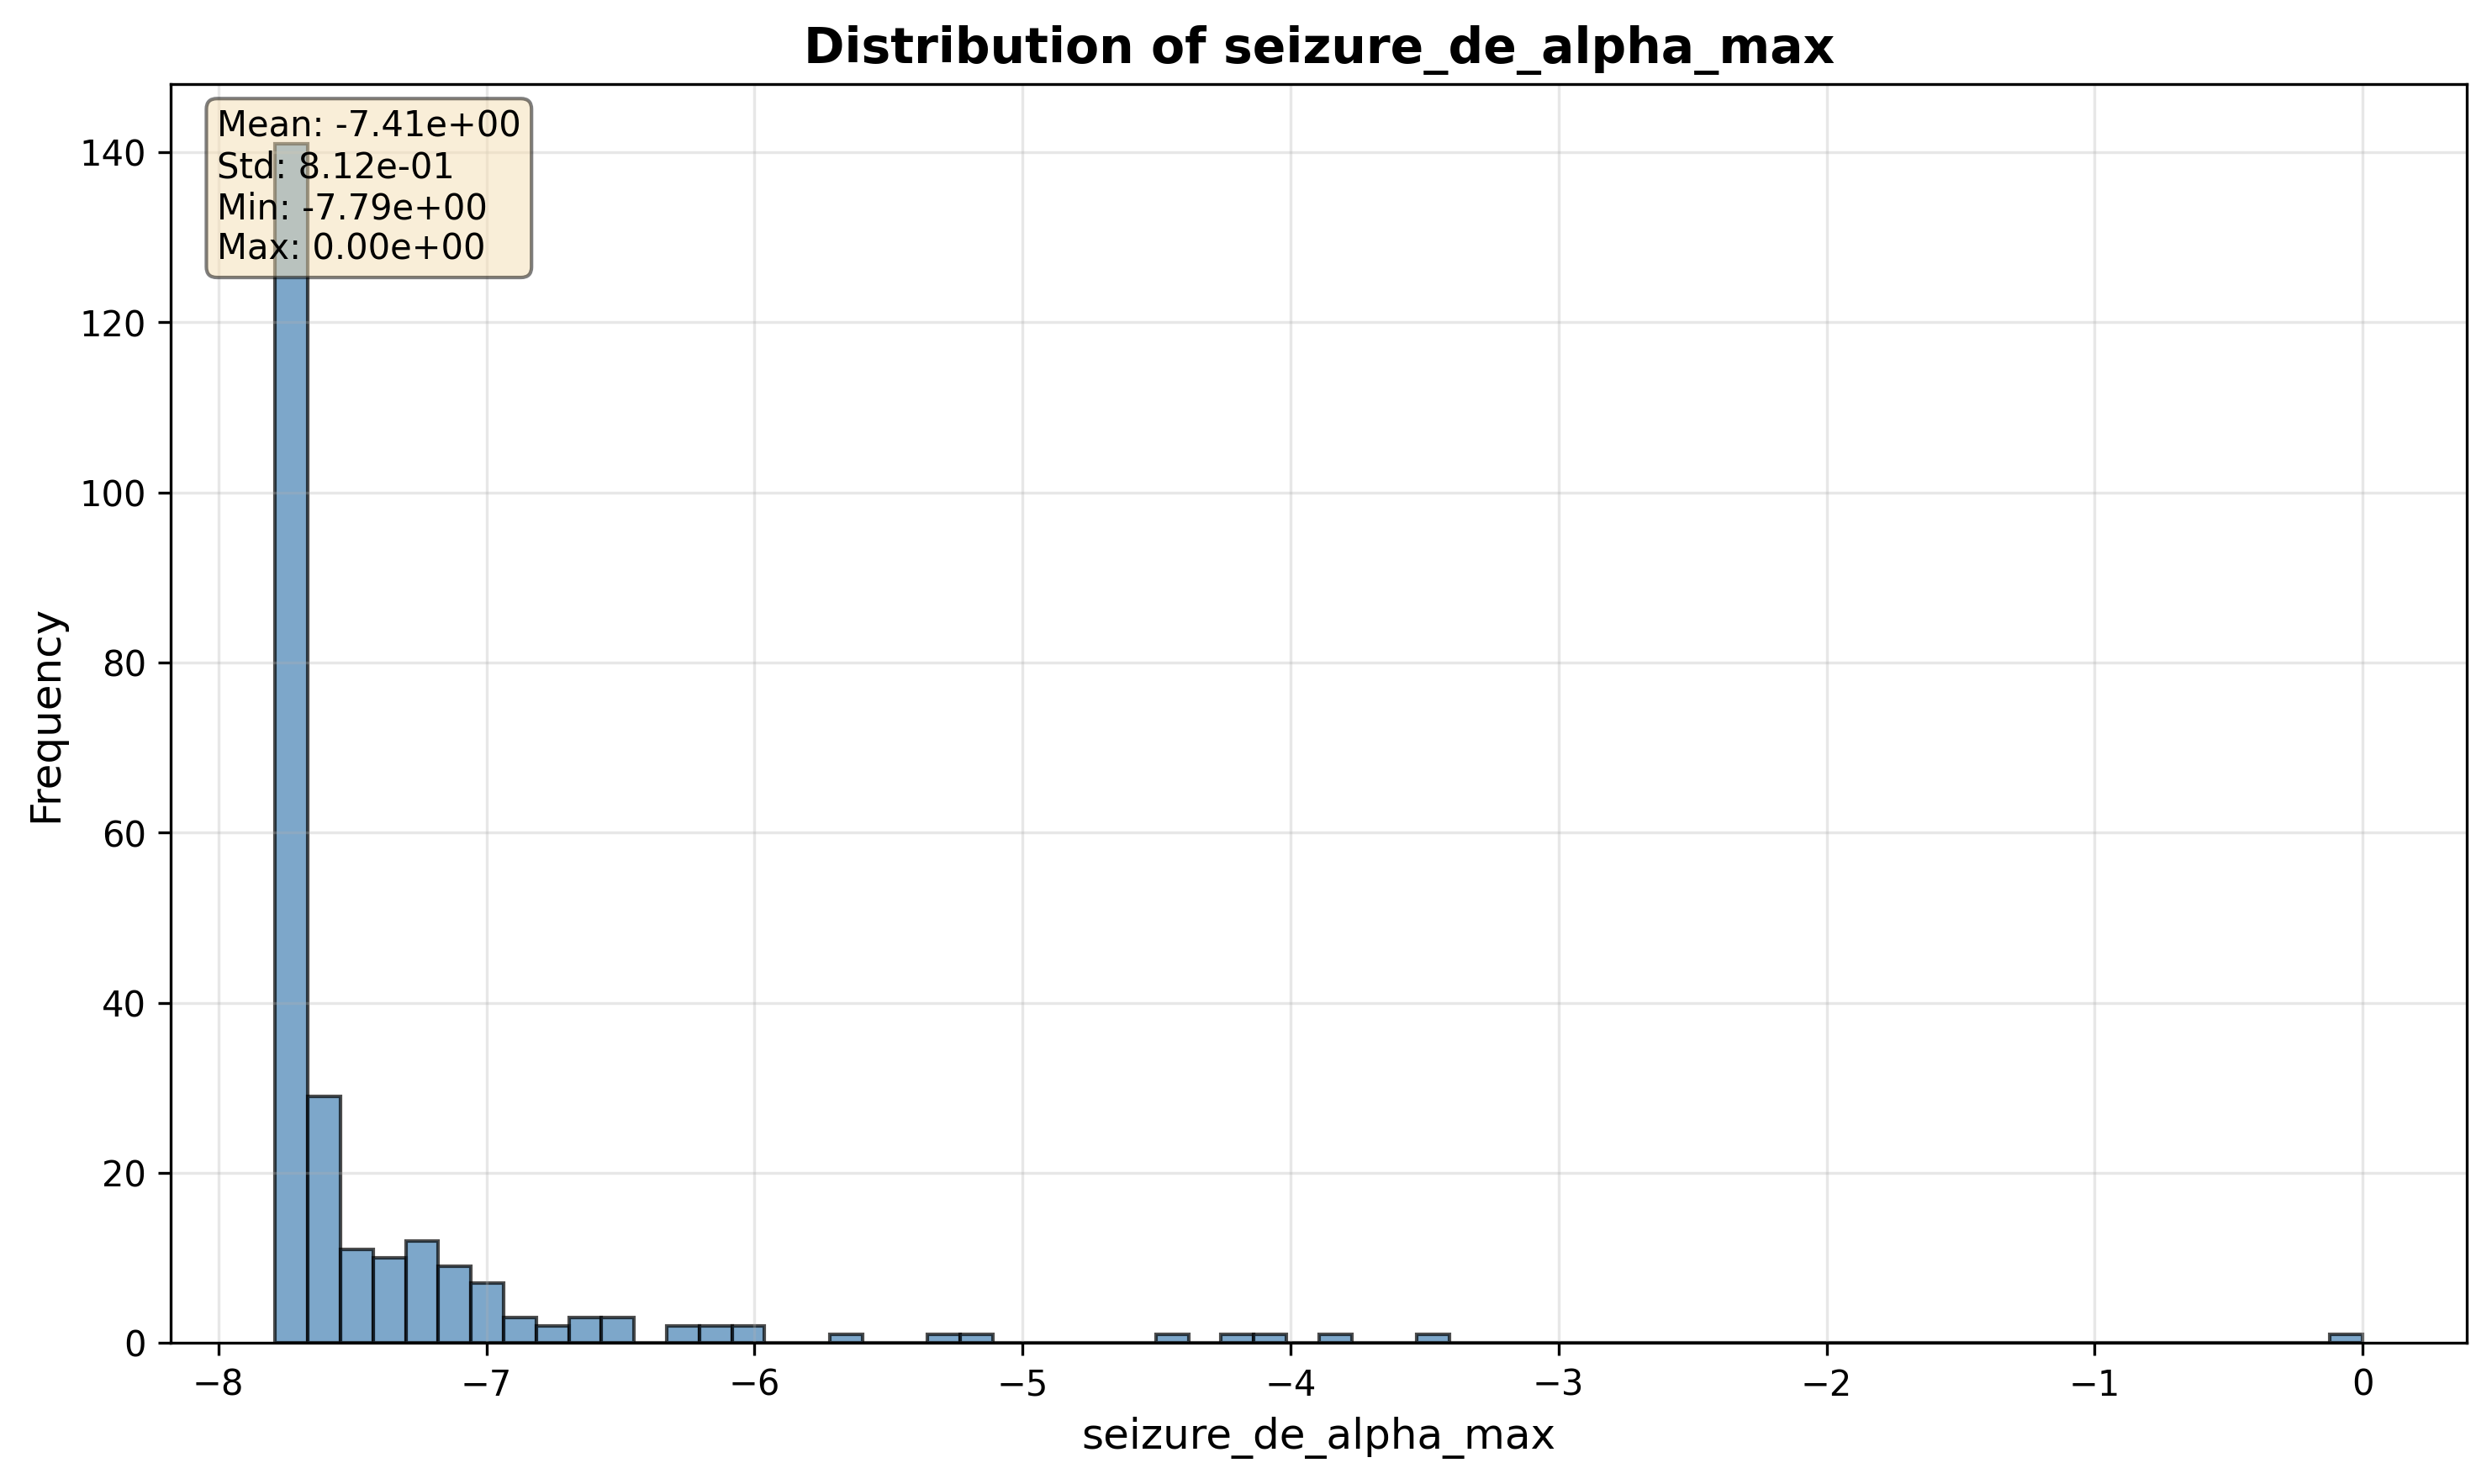 Distribution of seizure_de_alpha_max
Mean: -7.41e+00
Std: 8.12e-01
Min: -7.79e+00
Max: 0.00e+00
140
120
100
80
60
40
20
0
Frequency
−8 −7 −6 −5 −4 −3 −2 −1 0
seizure_de_alpha_max